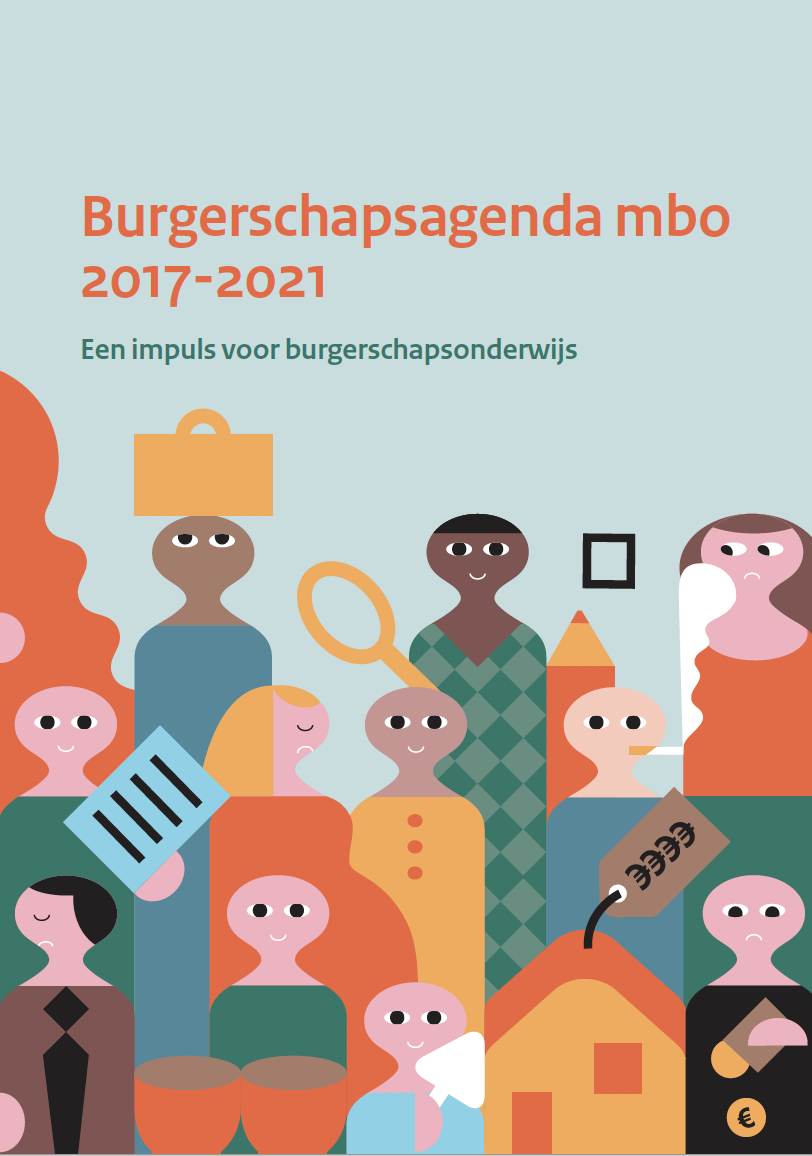 Burgerschapsagenda mbo
2017-2021
Een impuls voor burgerschapsonderwijs
€€€€
€